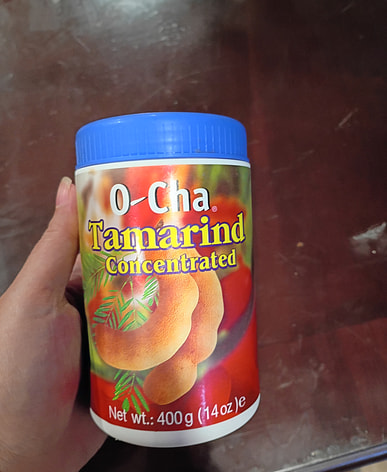 O-Cha®
Tamarind
Concentrated
Net wt.: 400g (14oz)e